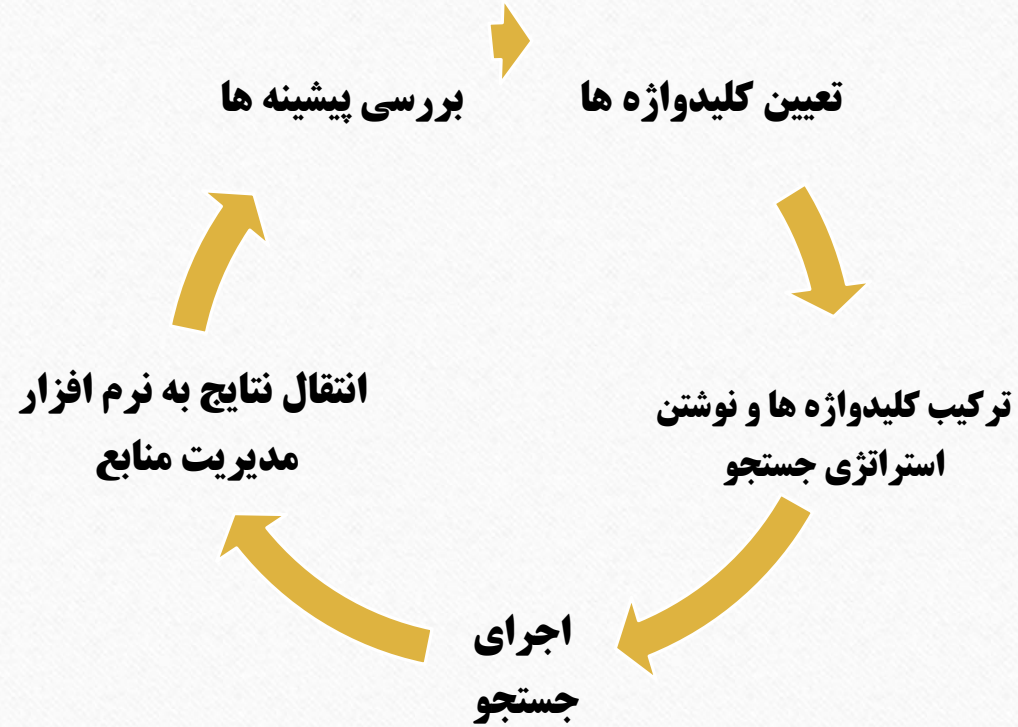 تعیین کلیدواژه ها
بررسی پیشینه ها
ترکیب کلیدواژه ها و نوشتن
استراتژی جستجو
اجرای
جستجو
انتقال نتایج به نرم افزار
مدیریت منابع